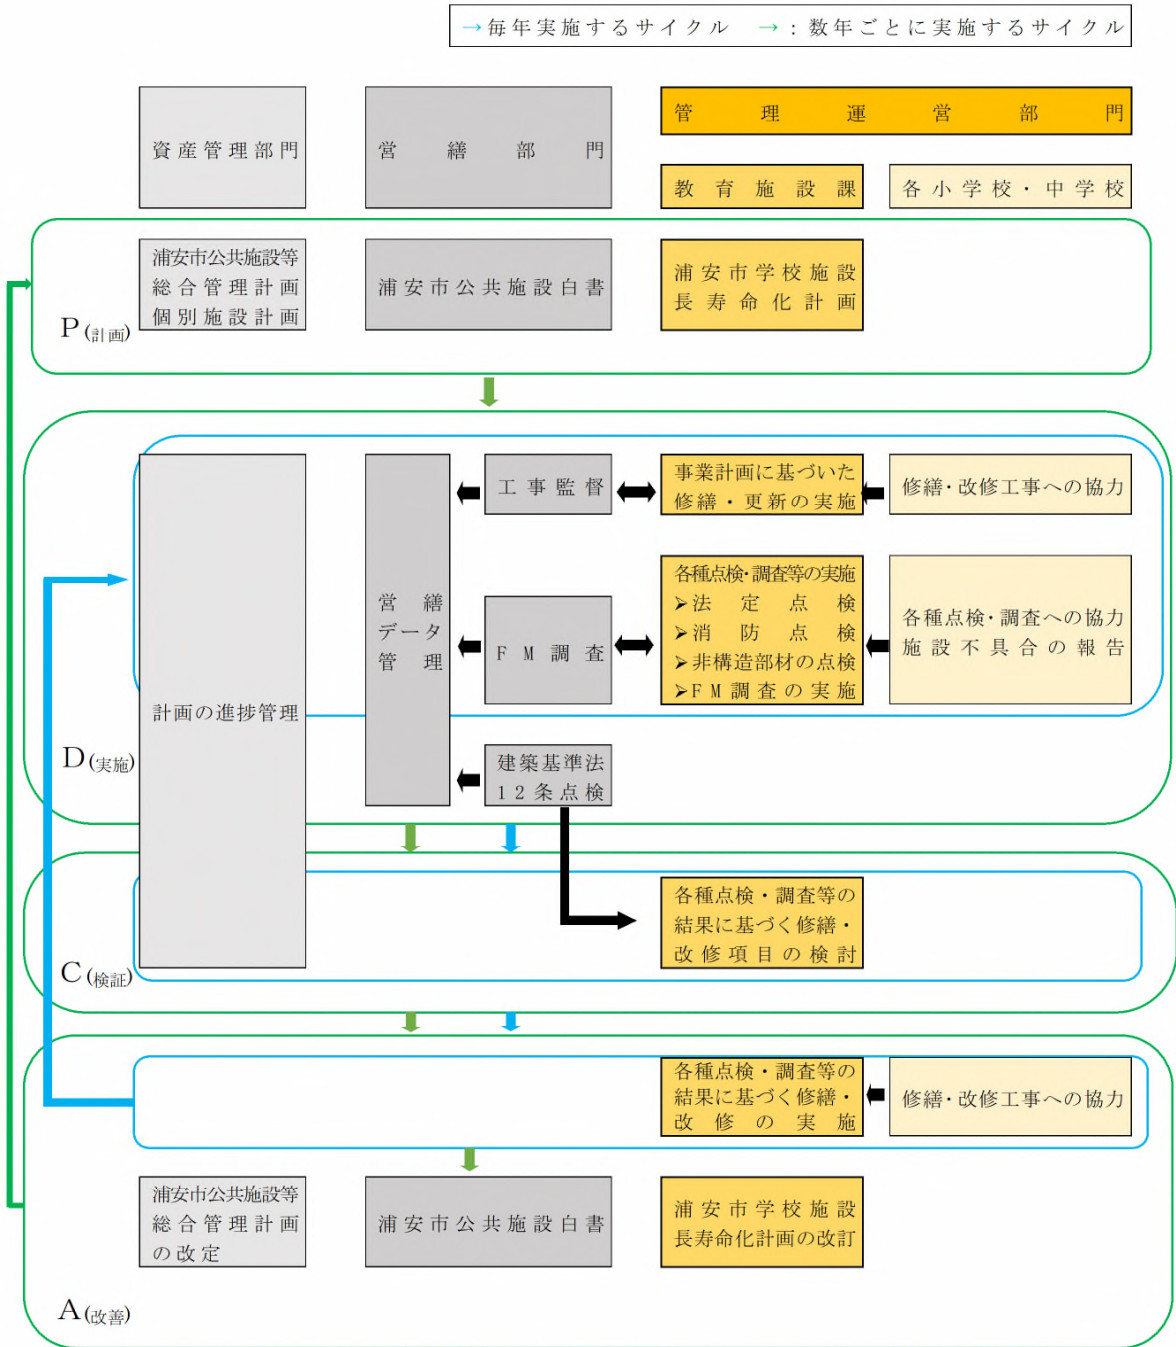 →毎年実施するサイクル　→：数年ごとに実施するサイクル
資産管理部門
営繕部門
管理運営部門
教育施設課
各小学校・中学校
浦安市公共施設等
総合管理計画
個別施設計画
浦安市公共施設白書
浦安市学校施設
長寿命化計画
P(計画)
工事監督
事業計画に基づいた
修繕・更新の実施
修繕・改修工事への協力
営繕
データ
管理
FM調査
各種点検・調査等の実施
➢法定点検
➢消防点検
➢非構造部材の点検
➢FM調査の実施
各種点検・調査への協力
施設不具合の報告
計画の進捗管理
D(実施)
建築基準法
12条点検
各種点検・調査等の
結果に基づく修繕・
改修項目の検討
C(検証)
各種点検・調査等の
結果に基づく修繕・
改修の実施
修繕・改修工事への協力
浦安市公共施設等
総合管理計画
の改定
浦安市公共施設白書
浦安市学校施設
長寿命化計画の改訂
A(改善)